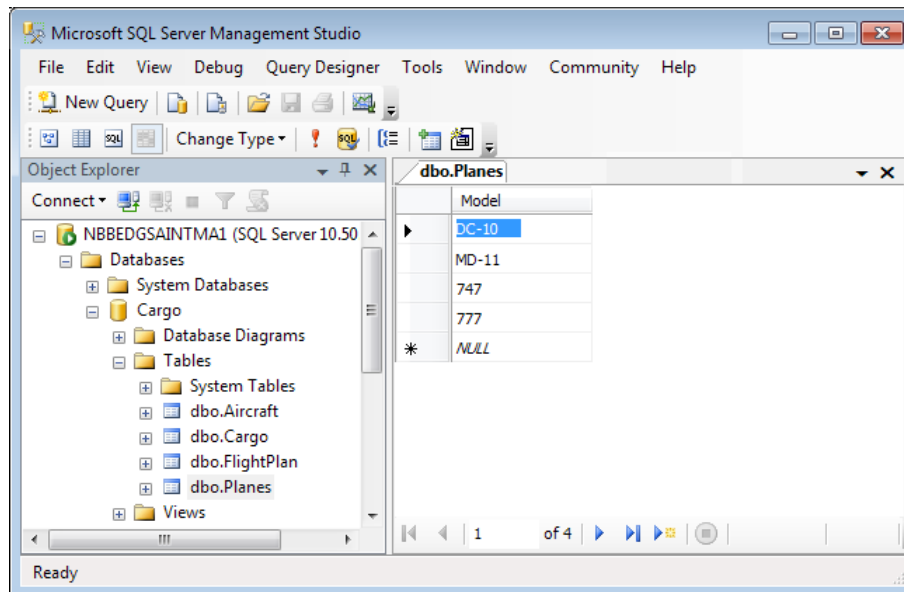 Microsoft SQL Server Management Studio
File Edit View Debug Query Designer Tools Window Community Help
New Query
SQL Change Type SQL
Object Explorer
dbo.Planes
Connect
Model
NBBEDGSAINTMA1 (SQL Server 10.50
DC-10
Databases
MD-11
System Databases
747
Cargo
777
Database Diagrams
NULL
Tables
System Tables
dbo.Aircraft
dbo.Cargo
dbo.FlightPlan
dbo.Planes
Views
1 of 4
Ready